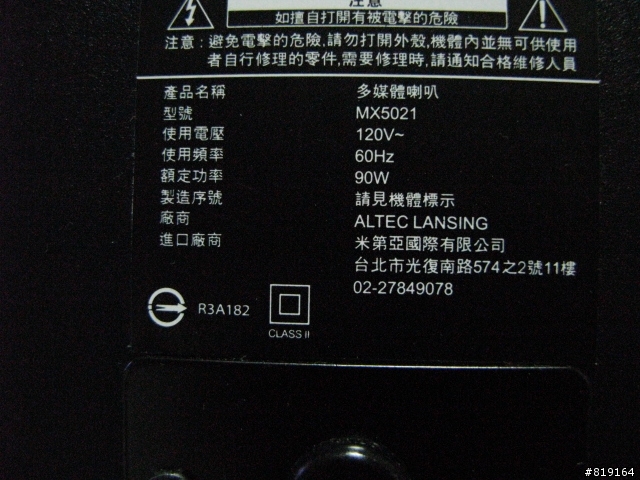 注意
如擅自打開有被電擊的危險
注意：避免電擊的危險,請勿打開外殼,機體內並無可供使用
者自行修理的零件,需要修理時,請通知合格維修人員
產品名稱 多媒體喇叭
型號 MX5021
使用電壓 120V~
使用頻率 60Hz
額定功率 90W
製造序號 請見機體標示
廠商 ALTEC LANSING
進口廠商 米第亞國際有限公司
台北市光復南路574之2號11樓
02-27849078
R3A182
CLASS II
#819164